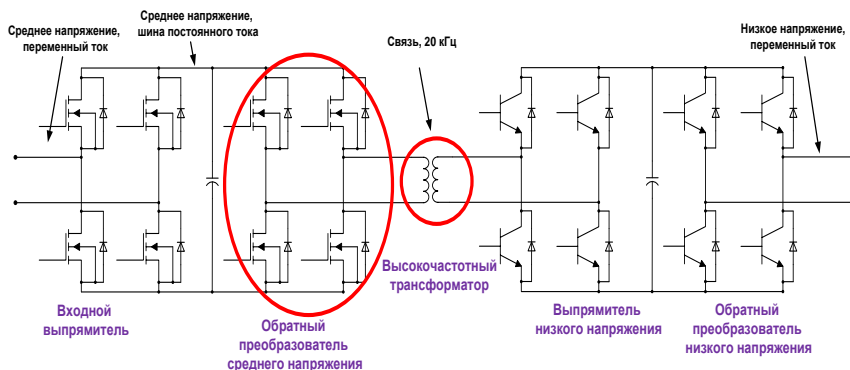 Среднее напряжение,
переменный ток
Среднее напряжение,
шина постоянного тока
Связь, 20 кГц
Низкое напряжение,
переменный ток
Входной
выпрямитель
Обратный
преобразователь
среднего напряжения
Высокочастотный
трансформатор
Выпрямитель
низкого напряжения
Обратный
преобразователь
низкого напряжения